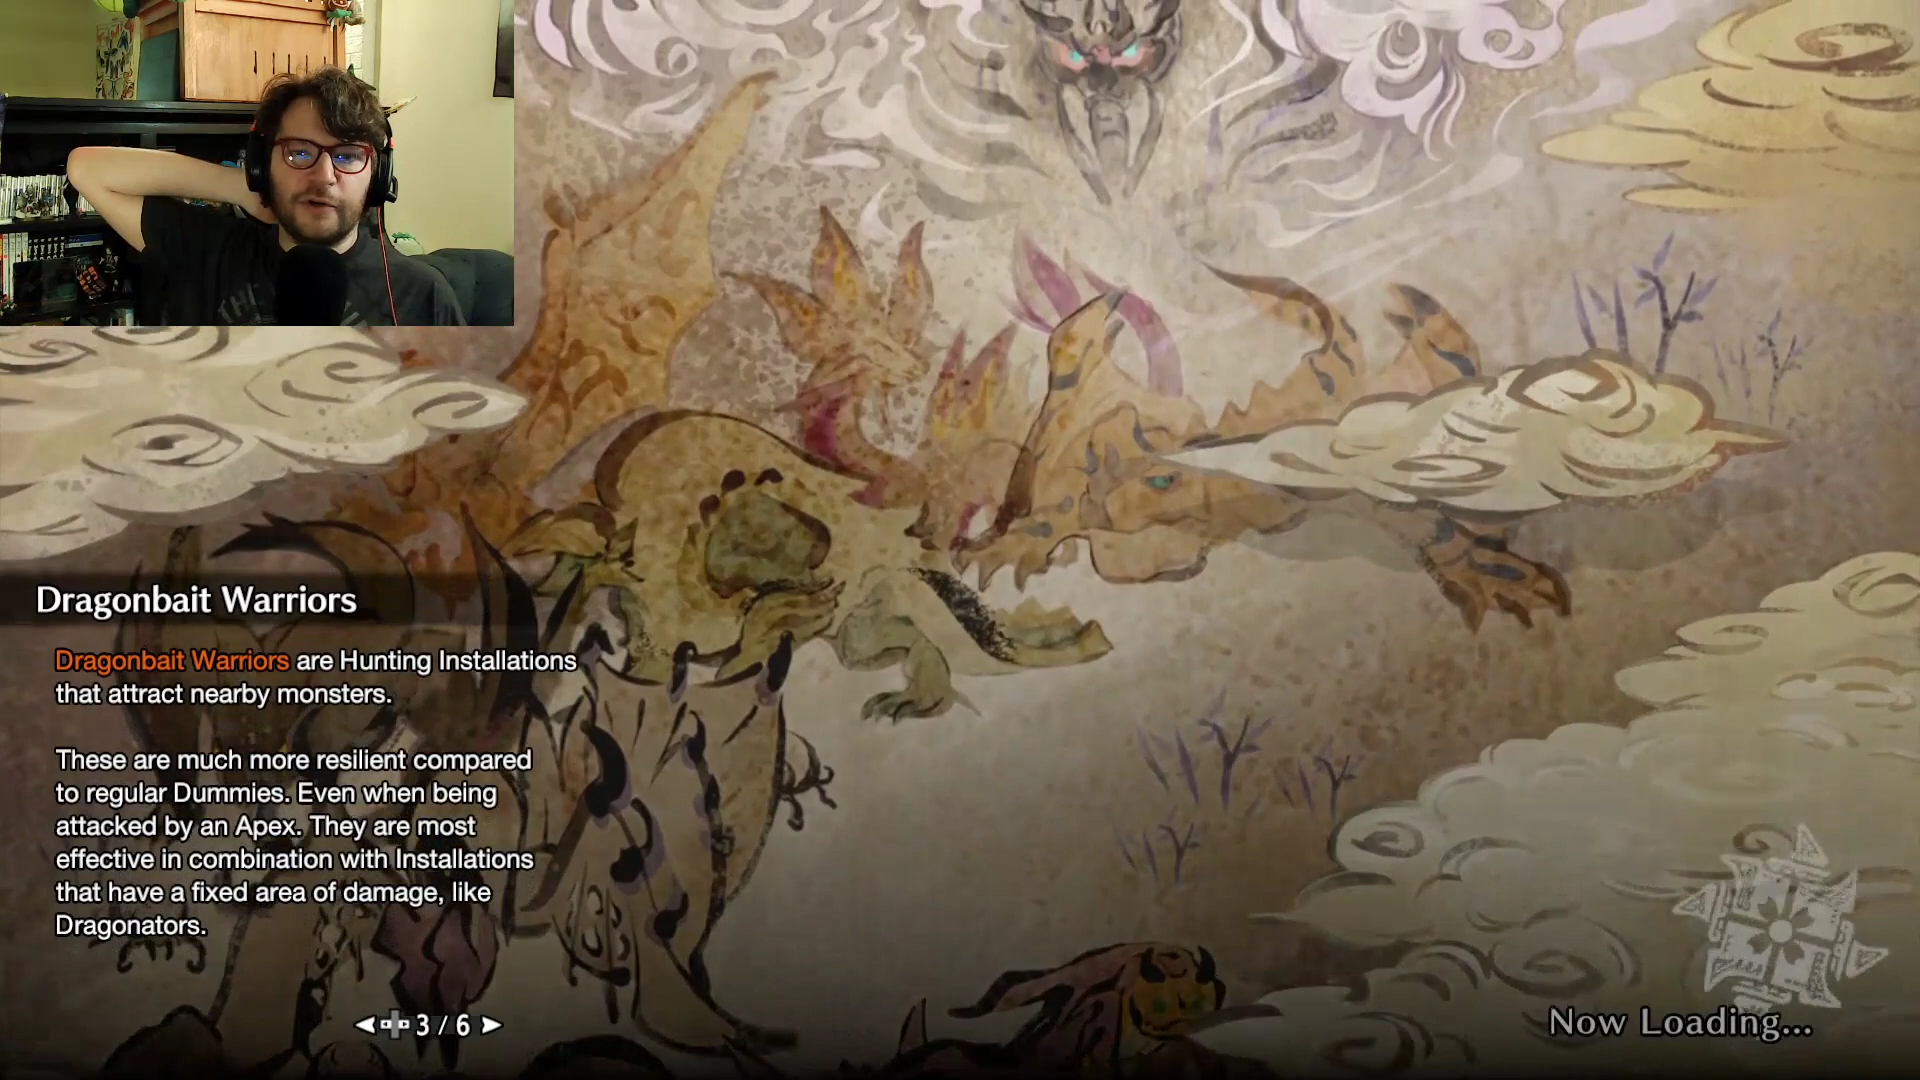 Dragonbait Warriors
Dragonbait Warriors are Hunting Installations
that attract nearby monsters.
These are much more resilient compared
to regular Dummies. Even when being
attacked by an Apex. They are most
effective in combination with Installations
that have a fixed area of damage, like
Dragonators.
3 / 6
Now Loading...